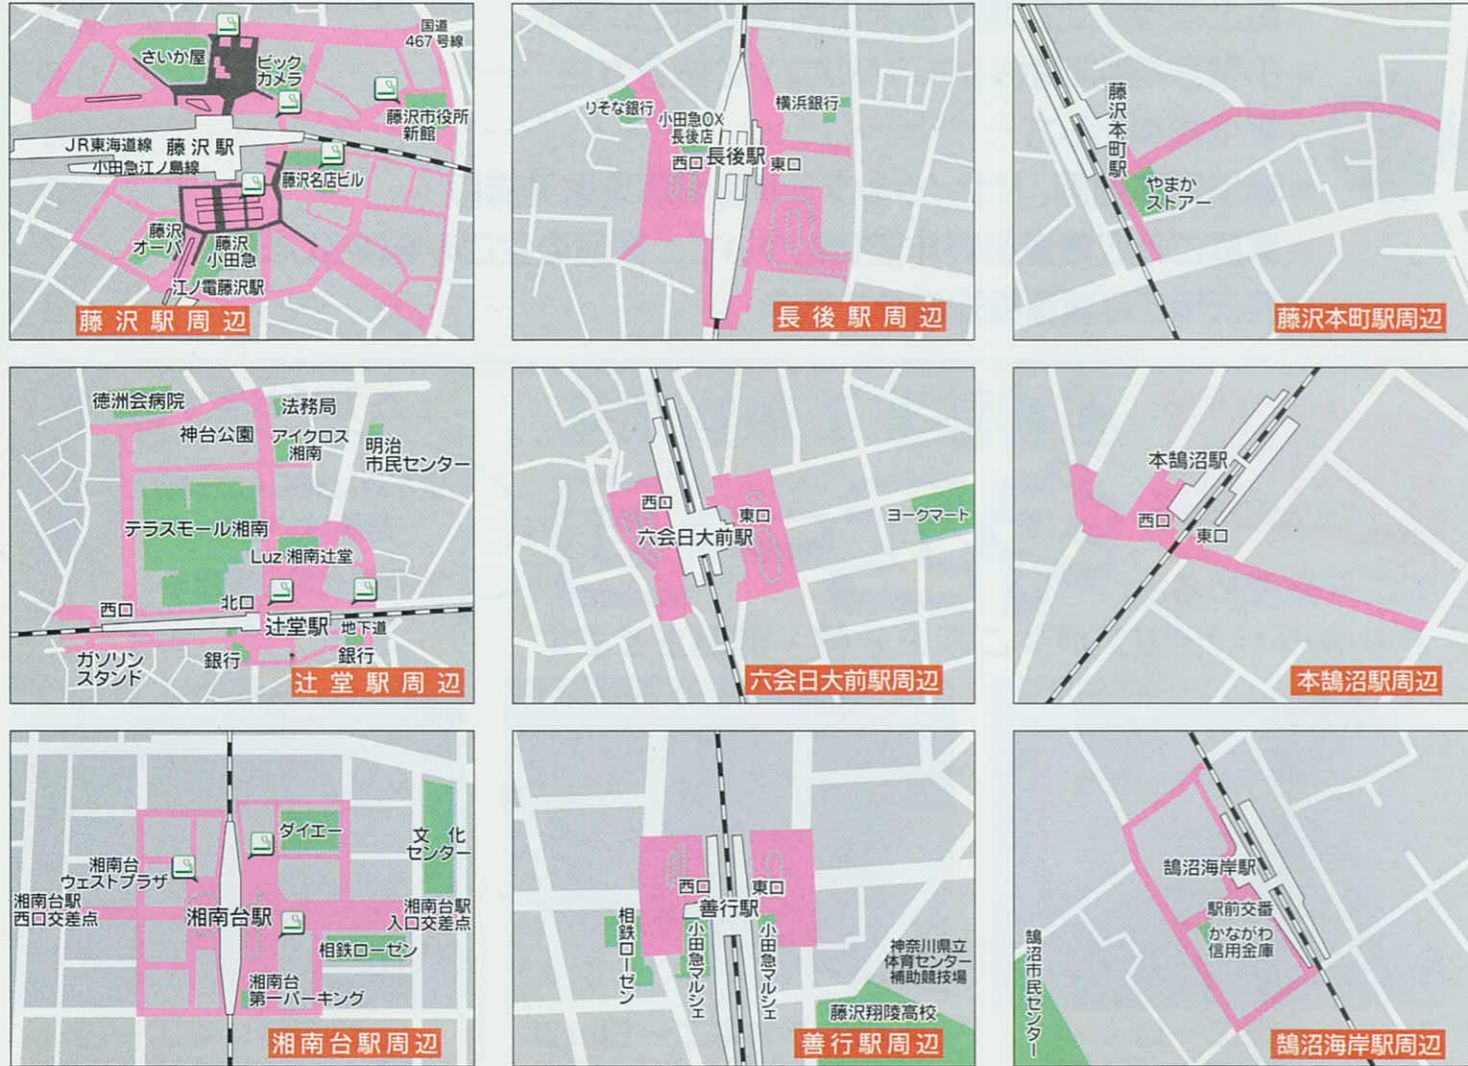 国道
467号線
さいか屋
ビック
カメラ
藤沢市役所
新館
JR東海道線 藤沢駅
小田急江ノ島線
藤沢名店ビル
藤沢
オーパ
藤沢
小田急
江ノ電藤沢駅
藤沢駅周辺
りそな銀行
小田急OX
長後店
横浜銀行
西口 長後駅 東口
長後駅周辺
藤沢本町駅
やまか
ストアー
藤沢本町駅周辺
徳洲会病院
法務局
神台公園
アイクロス
湘南
明治
市民センター
テラスモール湘南
Luz 湘南辻堂
西口
北口
辻堂駅
地下道
ガソリン
スタンド
銀行
銀行
辻堂駅周辺
西口
東口
六会日大前駅
ヨークマート
六会日大前駅周辺
本鵠沼駅
西口
東口
本鵠沼駅周辺
ダイエー
文化
センター
湘南台
ウェストプラザ
湘南台駅
西口交差点
湘南台駅
湘南台駅
入口交差点
相鉄ローゼン
湘南台
第一パーキング
湘南台駅周辺
西口
東口
善行駅
相鉄ローゼン
小田急マルシェ
小田急マルシェ
神奈川県立
体育センター
補助競技場
藤沢翔陵高校
善行駅周辺
鵠沼海岸駅
駅前交番
かながわ
信用金庫
鵠沼市民センター
鵠沼海岸駅周辺